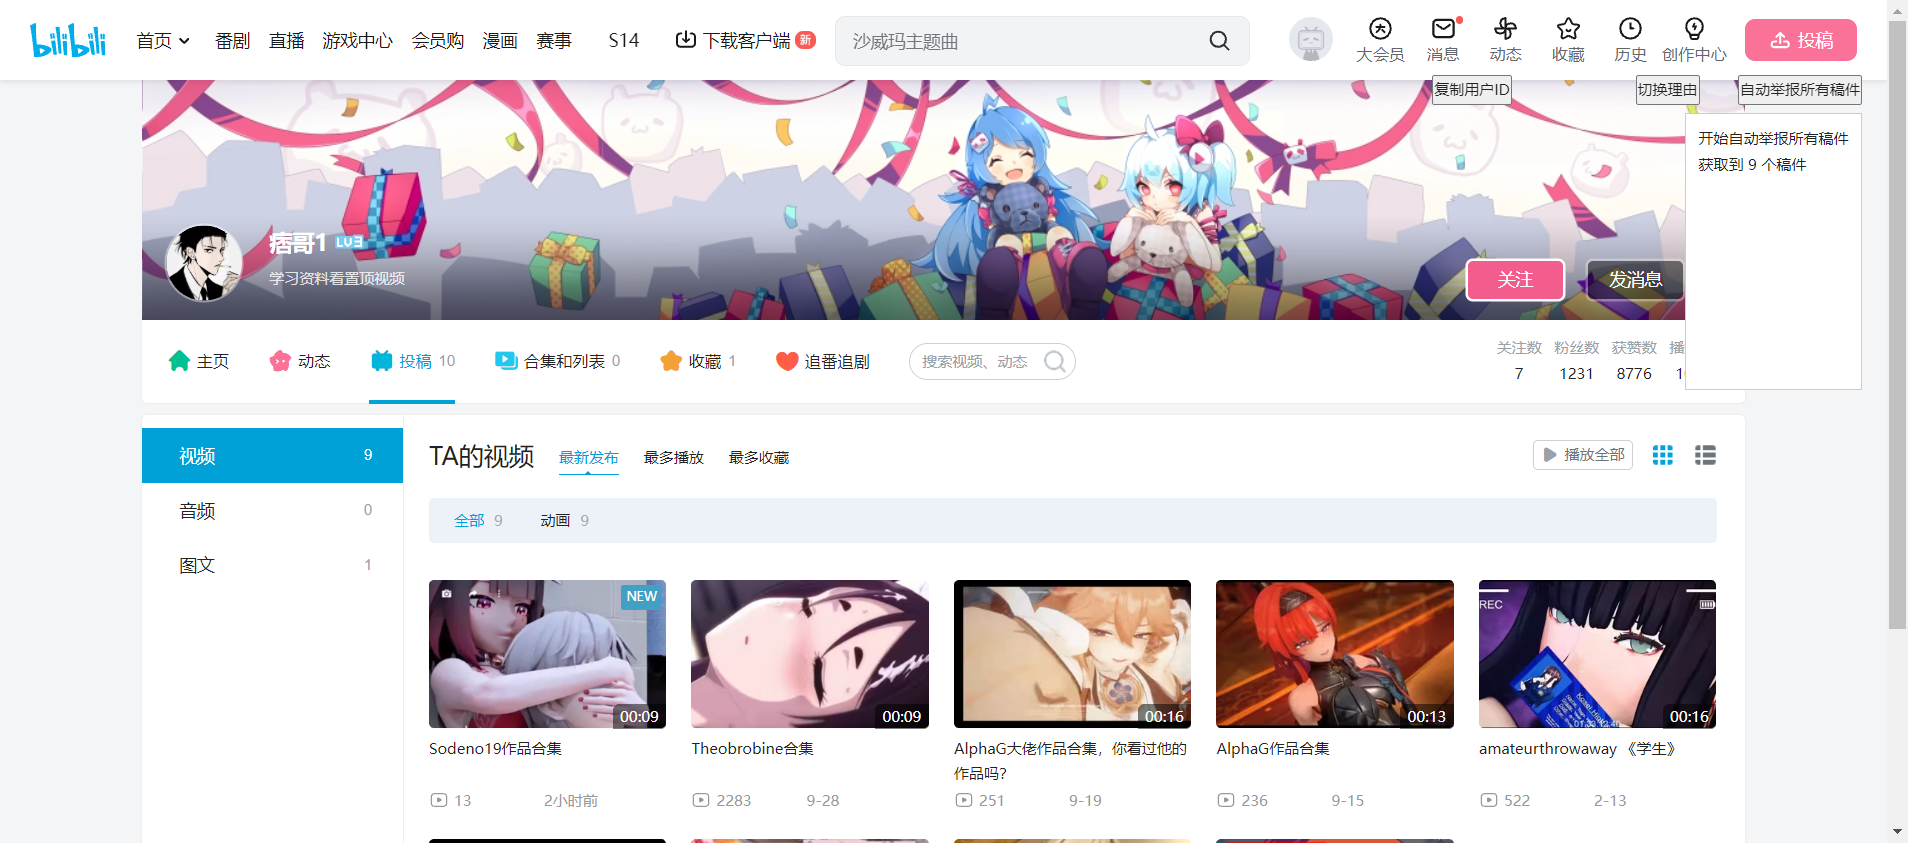 bilibili
首页
番剧
直播
游戏中心
会员购
漫画
赛事
S14
下载客户端
新
沙威玛主题曲
大会员
消息
动态
收藏
历史
创作中心
投稿
复制用户ID
切换理由
自动举报所有稿件
开始自动举报所有稿件
获取到 9 个稿件
痞哥1 LV3
学习资料看置顶视频
关注
发消息
主页
动态
投稿 10
合集和列表 0
收藏 1
追番追剧
搜索视频、动态
关注数 粉丝数 获赞数 播
7 1231 8776
视频 9
音频 0
图文 1
TA的视频
最新发布
最多播放
最多收藏
播放全部
全部 9
动画 9
NEW
00:09
Sodeno19作品合集
13 2小时前
00:09
Theobrobine合集
2283 9-28
00:16
AlphaG大佬作品合集，你看过他的
作品吗?
251 9-19
00:13
AlphaG作品合集
236 9-15
REC
00:16
amateurthrowaway 《学生》
522 2-13